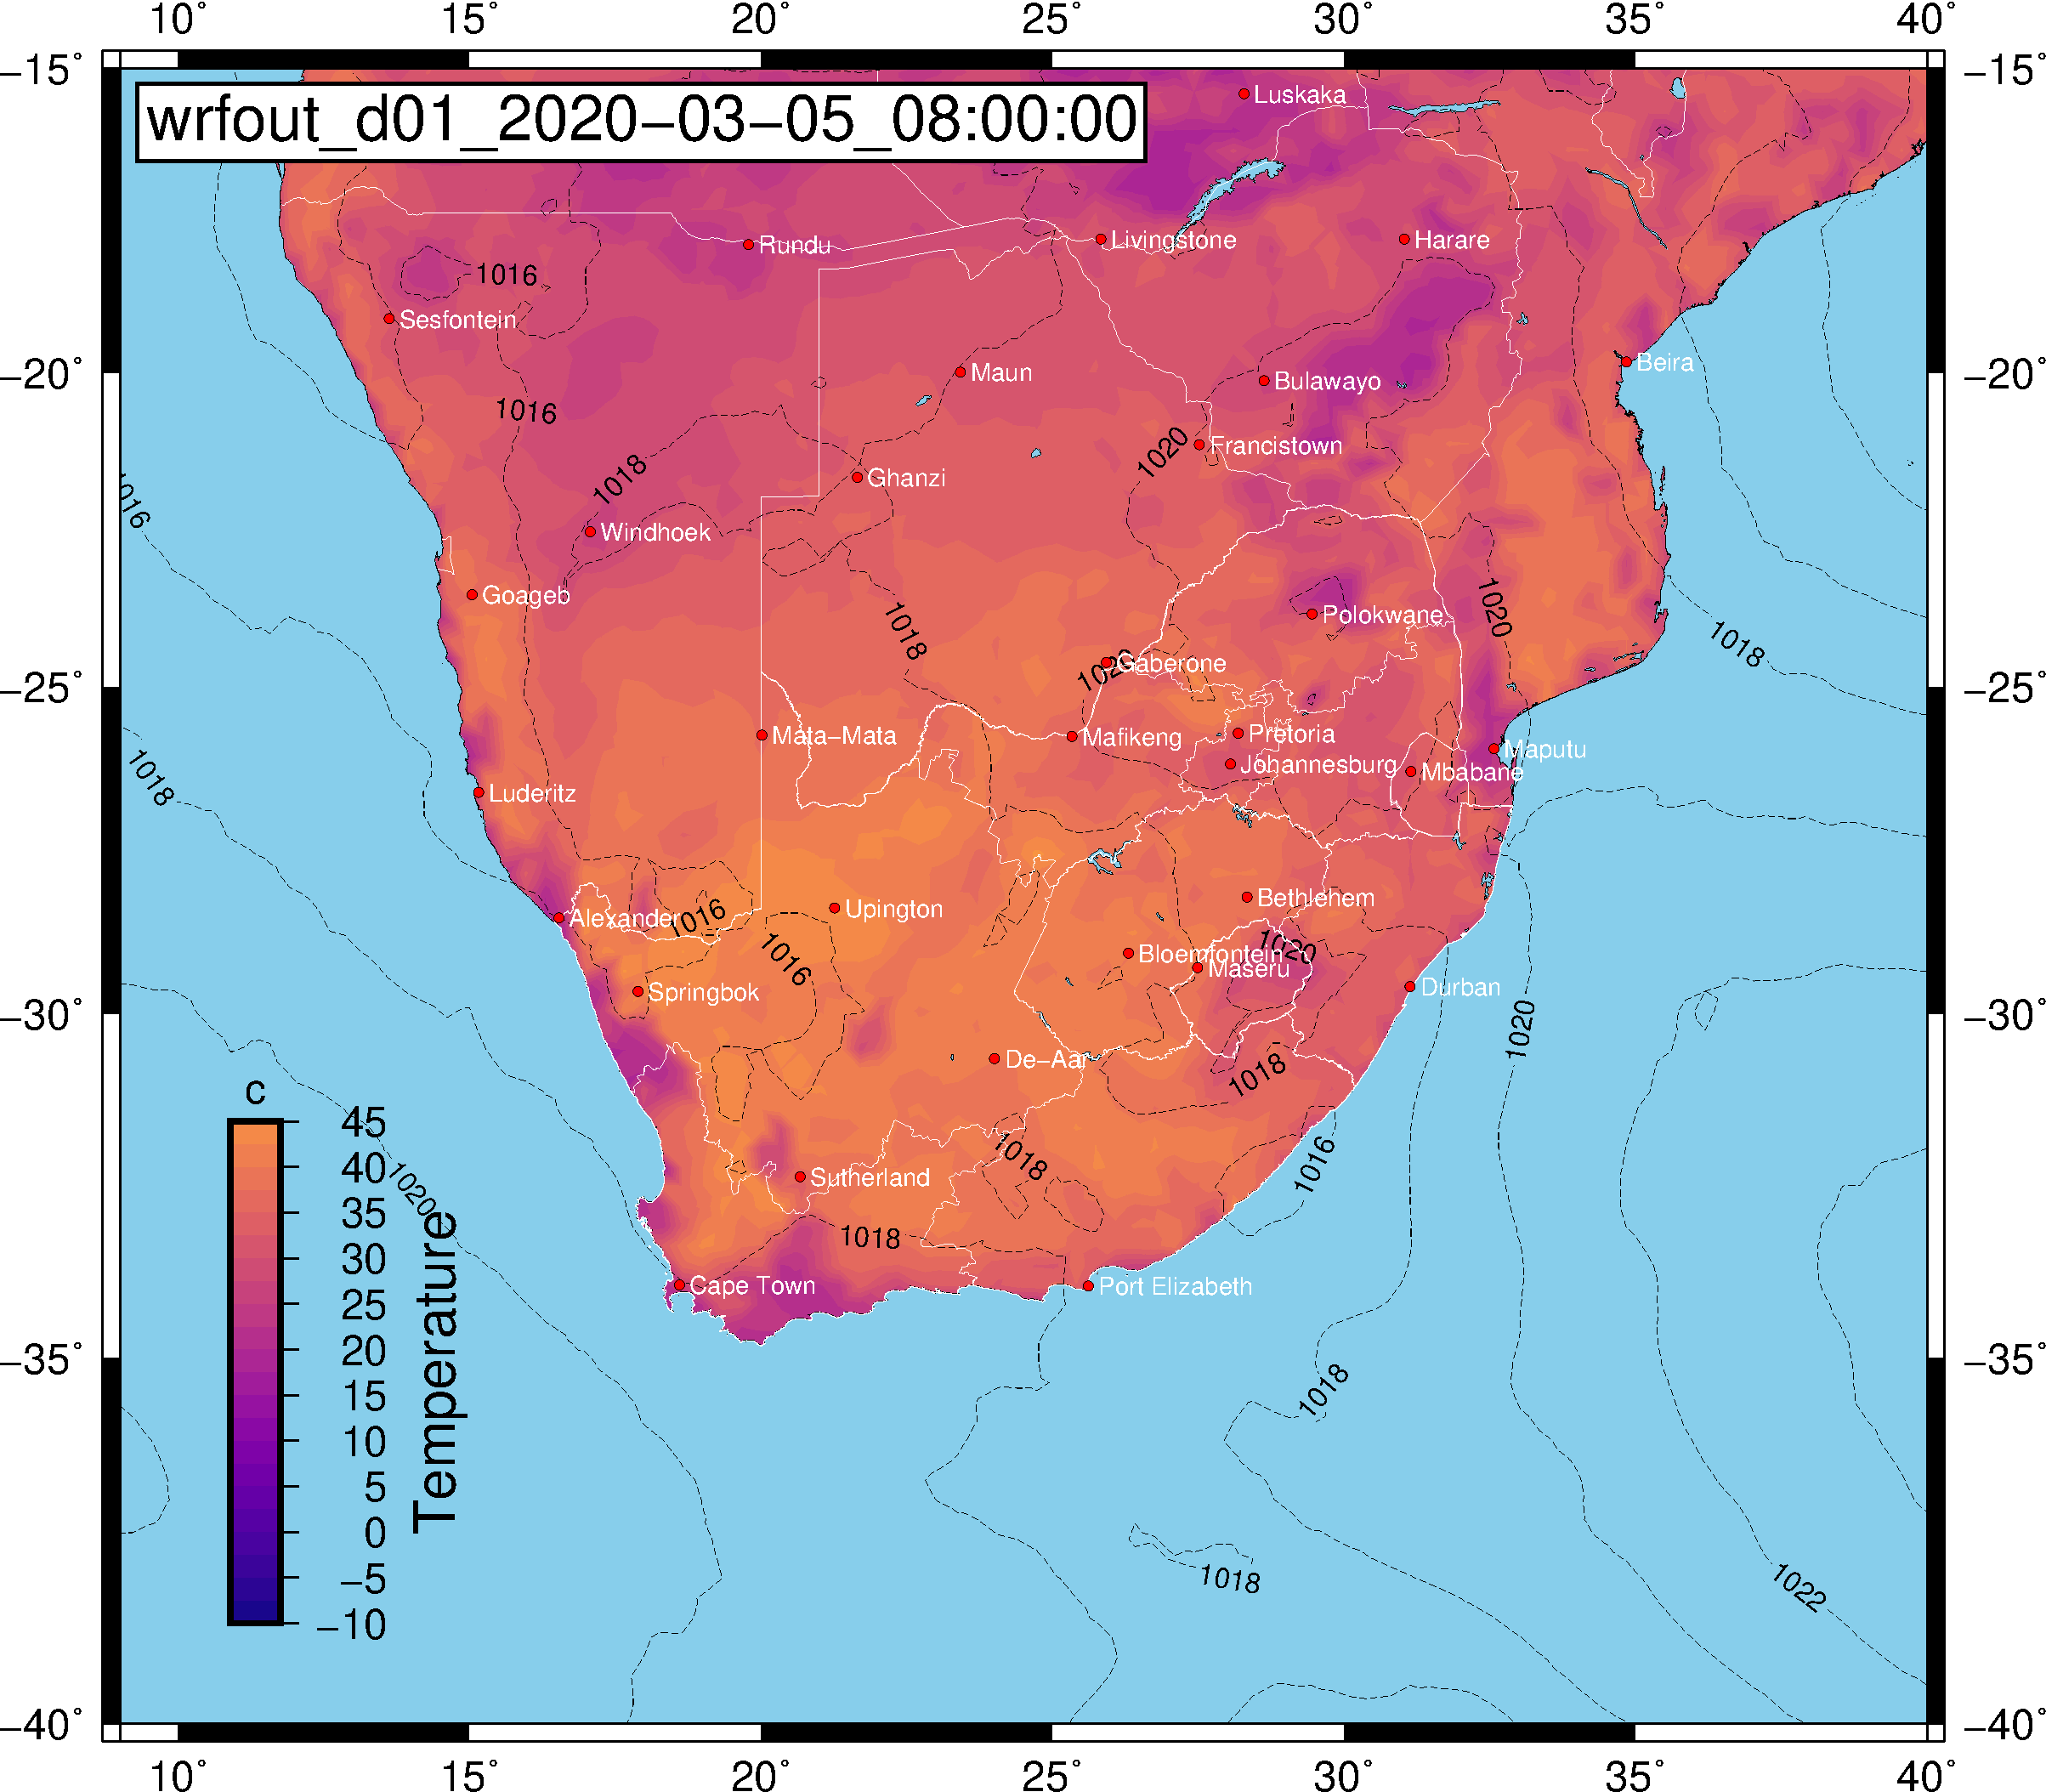 10° 15° 20° 25° 30° 35° 40°
−15° −15°
wrfout_d01_2020−03−05_08:00:00
Luskaka
Rundu
Livingstone
Harare
1016
Sesfontein
Beira
−20° −20°
Maun
Bulawayo
1016
1020
Francistown
1018
Ghanzi
1016
Windhoek
Goageb
1020
Polokwane
1018
1018
1020
Gaberone
−25° −25°
Mata−Mata
Mafikeng
Pretoria
Maputu
Johannesburg
Mbabane
1018
Luderitz
Bethlehem
Alexander
1016
Upington
1016
Bloemfontein
1020
Maseru
Springbok
Durban
−30° −30°
1020
De−Aar
1018
c
45
40
35
30
25
20
15
10
5
0
−5
−10
Temperature
1020
1018
1016
Sutherland
1018
Cape Town
Port Elizabeth
−35° −35°
1018
1018
1022
−40° −40°
10° 15° 20° 25° 30° 35° 40°